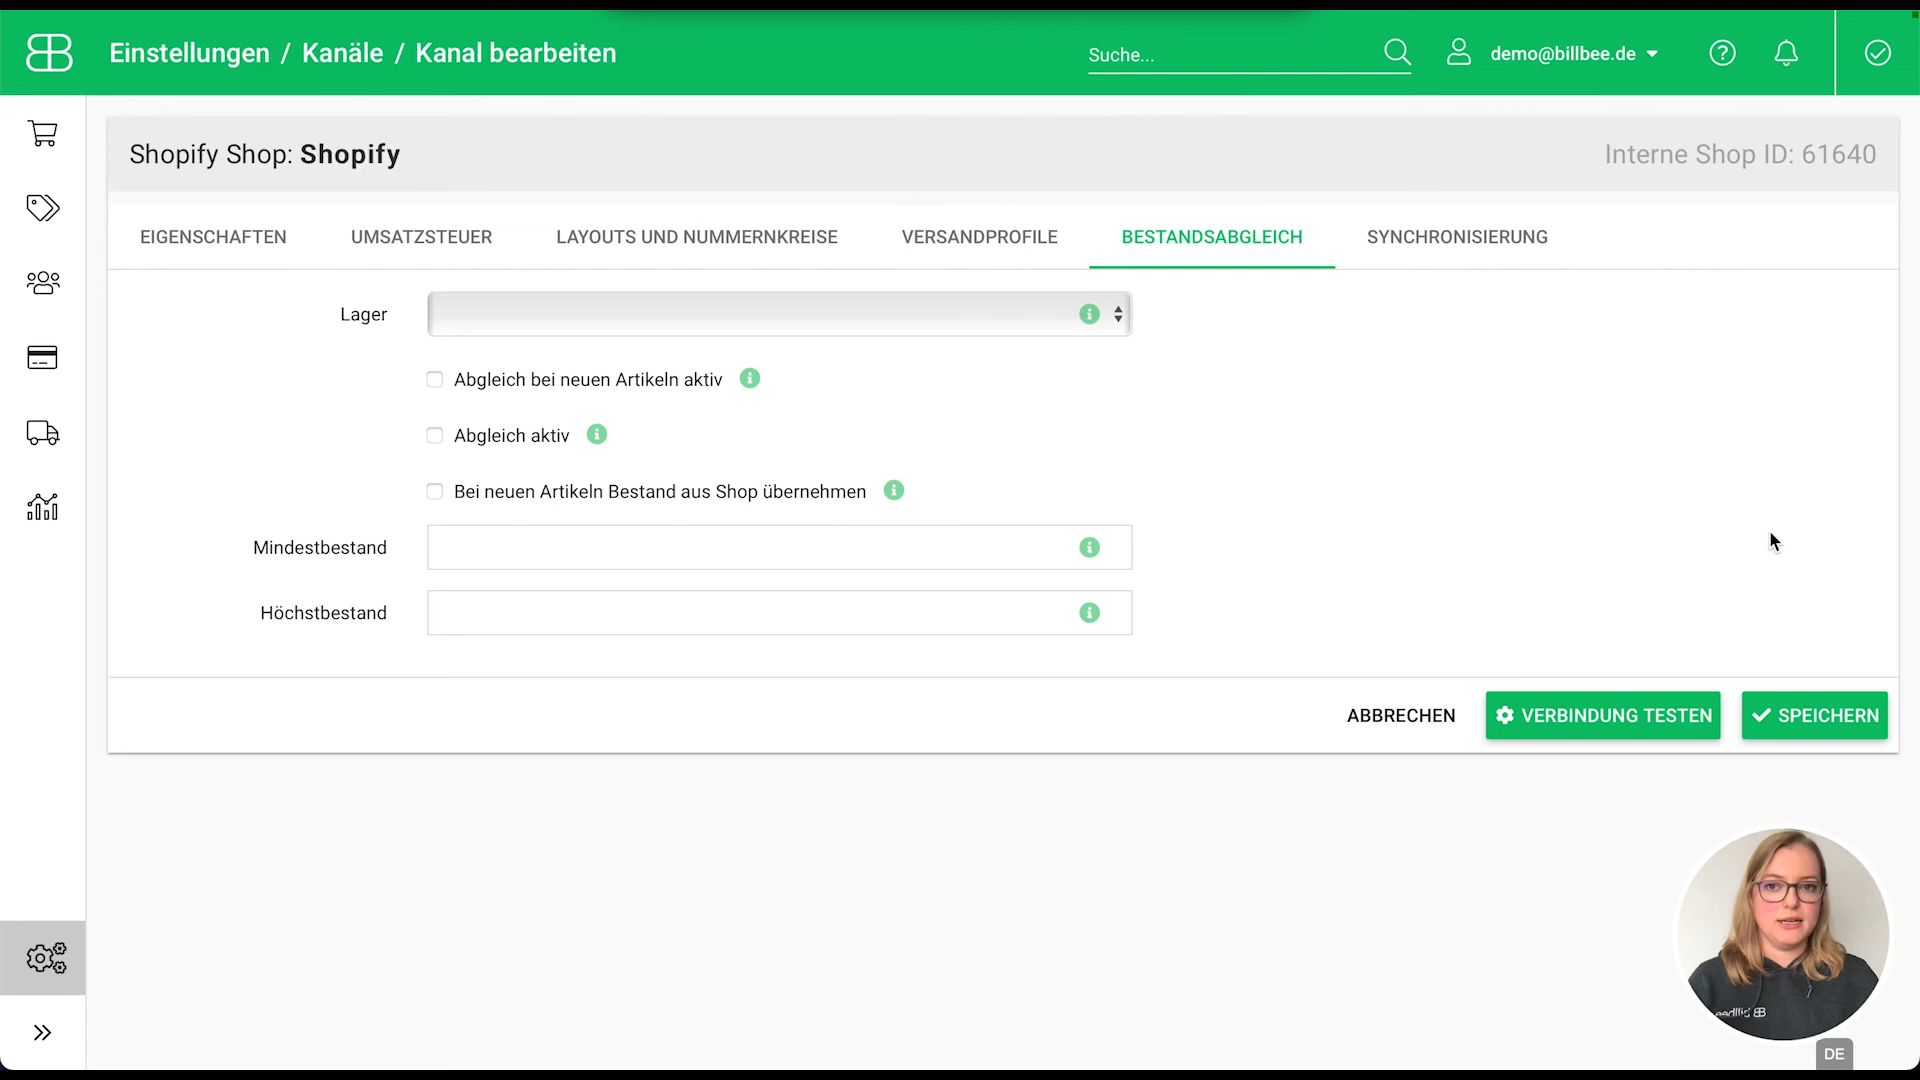 Einstellungen / Kanäle / Kanal bearbeiten
Suche...
demo@billbee.de
Shopify Shop: Shopify
Interne Shop ID: 61640
EIGENSCHAFTEN
UMSATZSTEUER
LAYOUTS UND NUMMERNKREISE
VERSANDPROFILE
BESTANDSABGLEICH
SYNCHRONISIERUNG
Lager
Abgleich bei neuen Artikeln aktiv
Abgleich aktiv
Bei neuen Artikeln Bestand aus Shop übernehmen
Mindestbestand
Höchstbestand
ABBRECHEN
VERBINDUNG TESTEN
SPEICHERN
DE